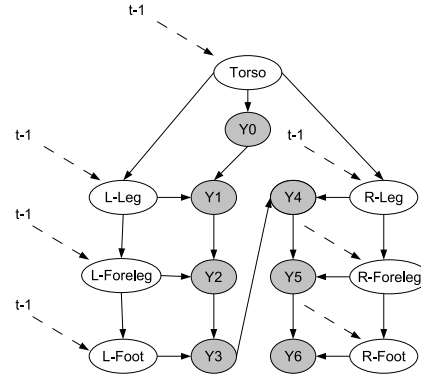 t-1
Torso
Y0
t-1
t-1
L-Leg
Y1
Y4
R-Leg
t-1
L-Foreleg
Y2
Y5
R-Foreleg
t-1
L-Foot
Y3
Y6
R-Foot